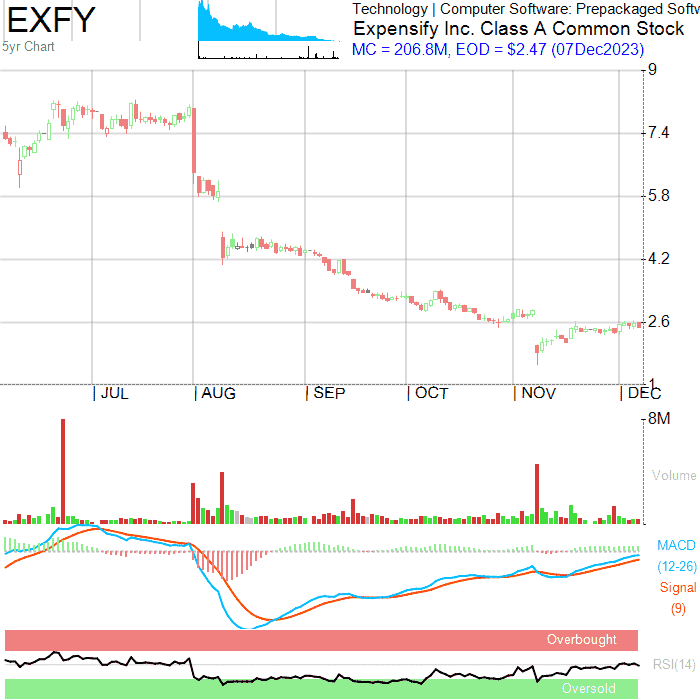 EXFY
5yr Chart
Technology | Computer Software: Prepackaged Softw
Expensify Inc. Class A Common Stock
MC = 206.8M, EOD = $2.47 (07Dec2023)
9
7.4
5.8
4.2
2.6
1
| JUL | AUG | SEP | OCT | NOV | DEC
8M
Volume
MACD
(12-26)
Signal
(9)
Overbought
RSI(14)
Oversold